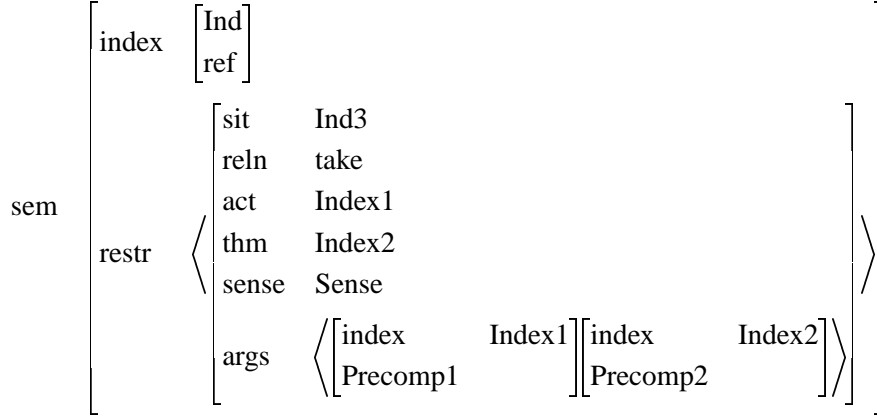 index Ind
ref
sit Ind3
reln take
act Index1
sem
restr thm Index2
sense Sense
args index Index1 index Index2
Precomp1 Precomp2